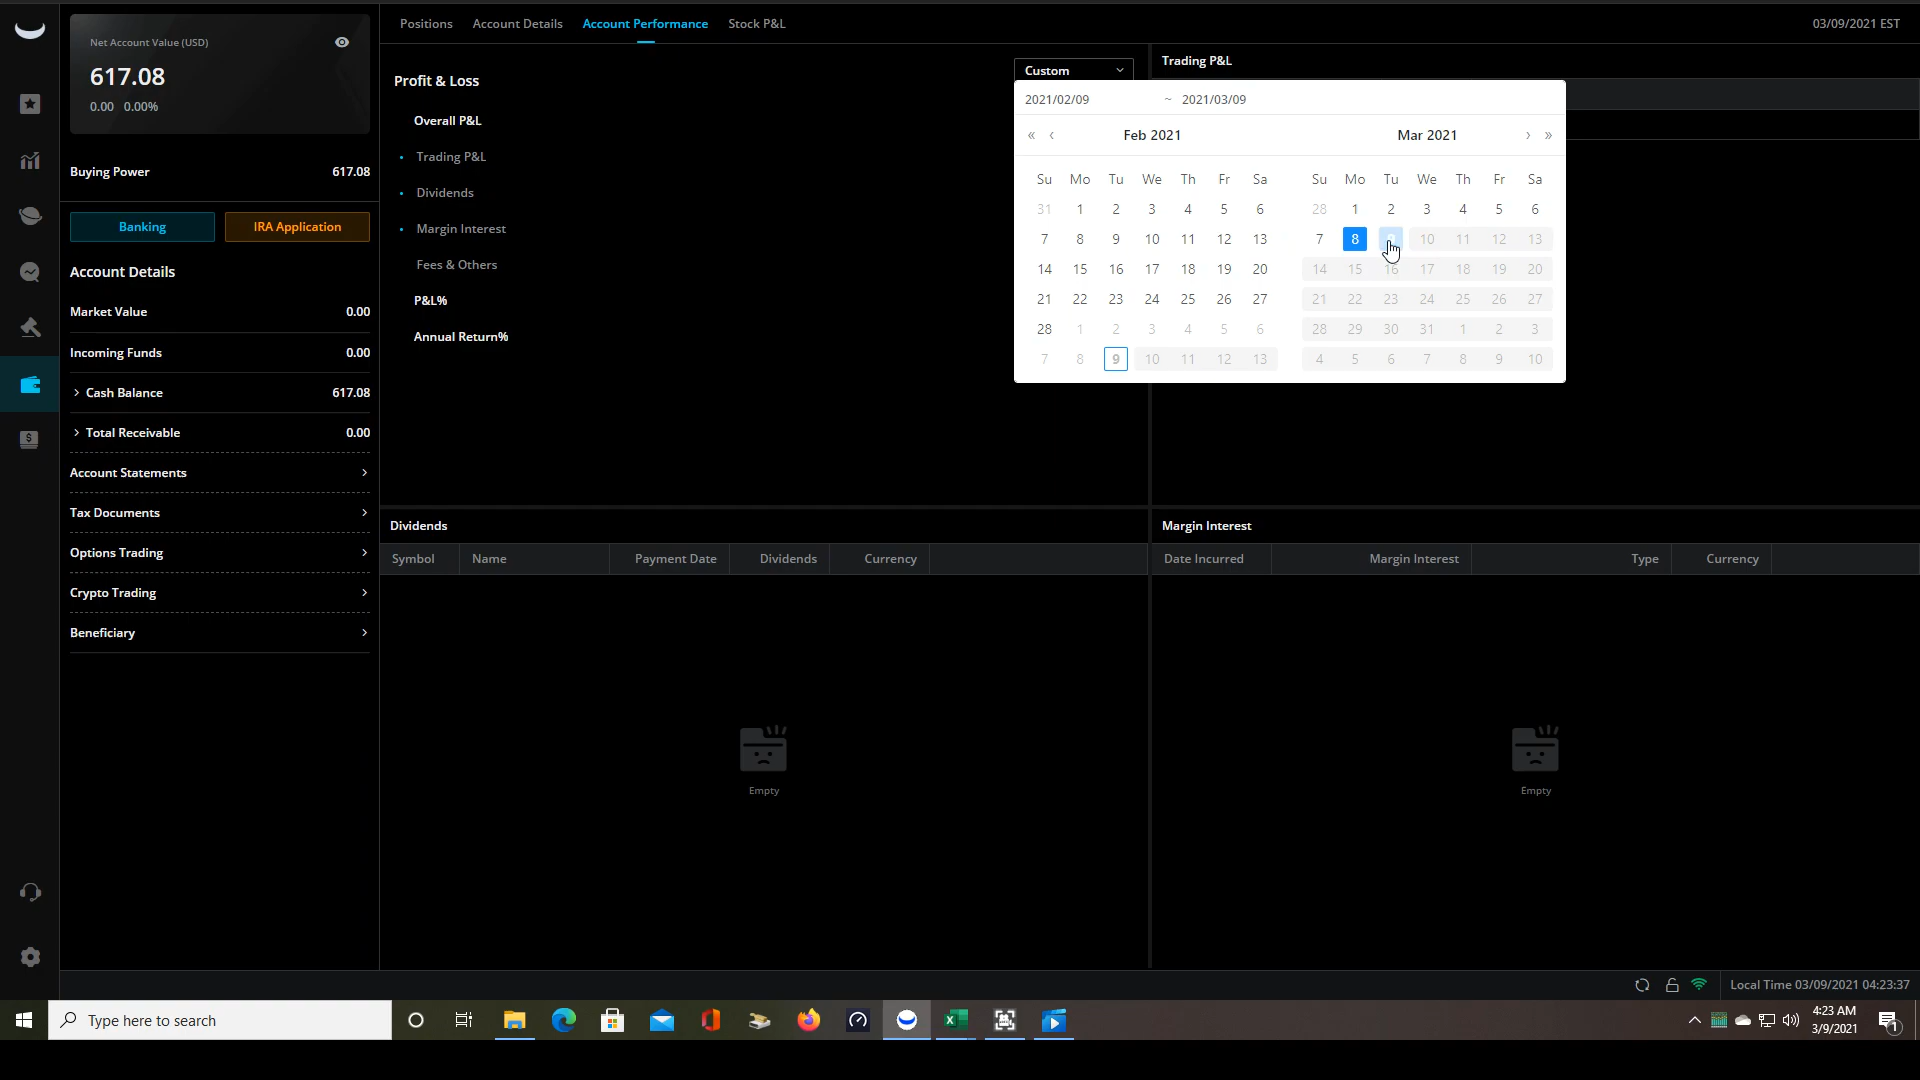 Net Account Value (USD)
617.08
0.00 0.00%
Buying Power 617.08
Banking IRA Application
Account Details
Market Value 0.00
Incoming Funds 0.00
> Cash Balance 617.08
> Total Receivable 0.00
Account Statements >
Tax Documents >
Options Trading >
Crypto Trading >
Beneficiary >
Positions Account Details Account Performance Stock P&L 03/09/2021 EST
Profit & Loss
Overall P&L
• Trading P&L
• Dividends
• Margin Interest
Fees & Others
P&L%
Annual Return%
Custom
Trading P&L
2021/02/09 ~ 2021/03/09
« ‹ Feb 2021 Mar 2021 › »
Su Mo Tu We Th Fr Sa Su Mo Tu We Th Fr Sa
31 1 2 3 4 5 6 28 1 2 3 4 5 6
7 8 9 10 11 12 13 7 8 9 10 11 12 13
14 15 16 17 18 19 20 14 15 16 17 18 19 20
21 22 23 24 25 26 27 21 22 23 24 25 26 27
28 1 2 3 4 5 6 28 29 30 31 1 2 3
7 8 9 10 11 12 13 4 5 6 7 8 9 10
Dividends
Symbol Name Payment Date Dividends Currency
Empty
Margin Interest
Date Incurred Margin Interest Type Currency
Empty
Local Time 03/09/2021 04:23:37
Type here to search
4:23 AM
3/9/2021
1